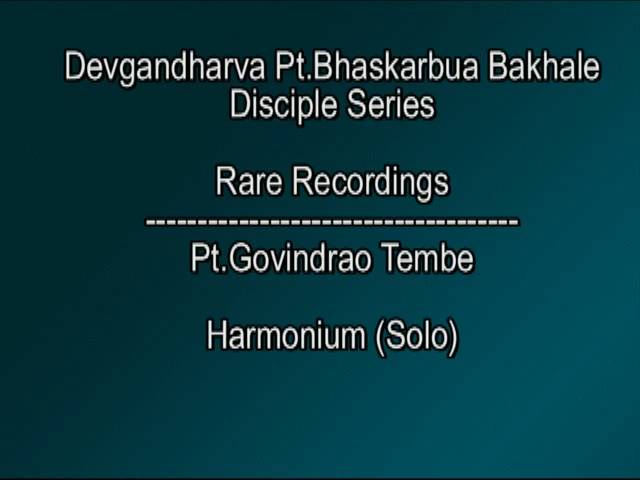 Devgandharva Pt.Bhaskarbua Bakhale
Disciple Series
Rare Recordings
------------------------------------
Pt.Govindrao Tembe
Harmonium (Solo)